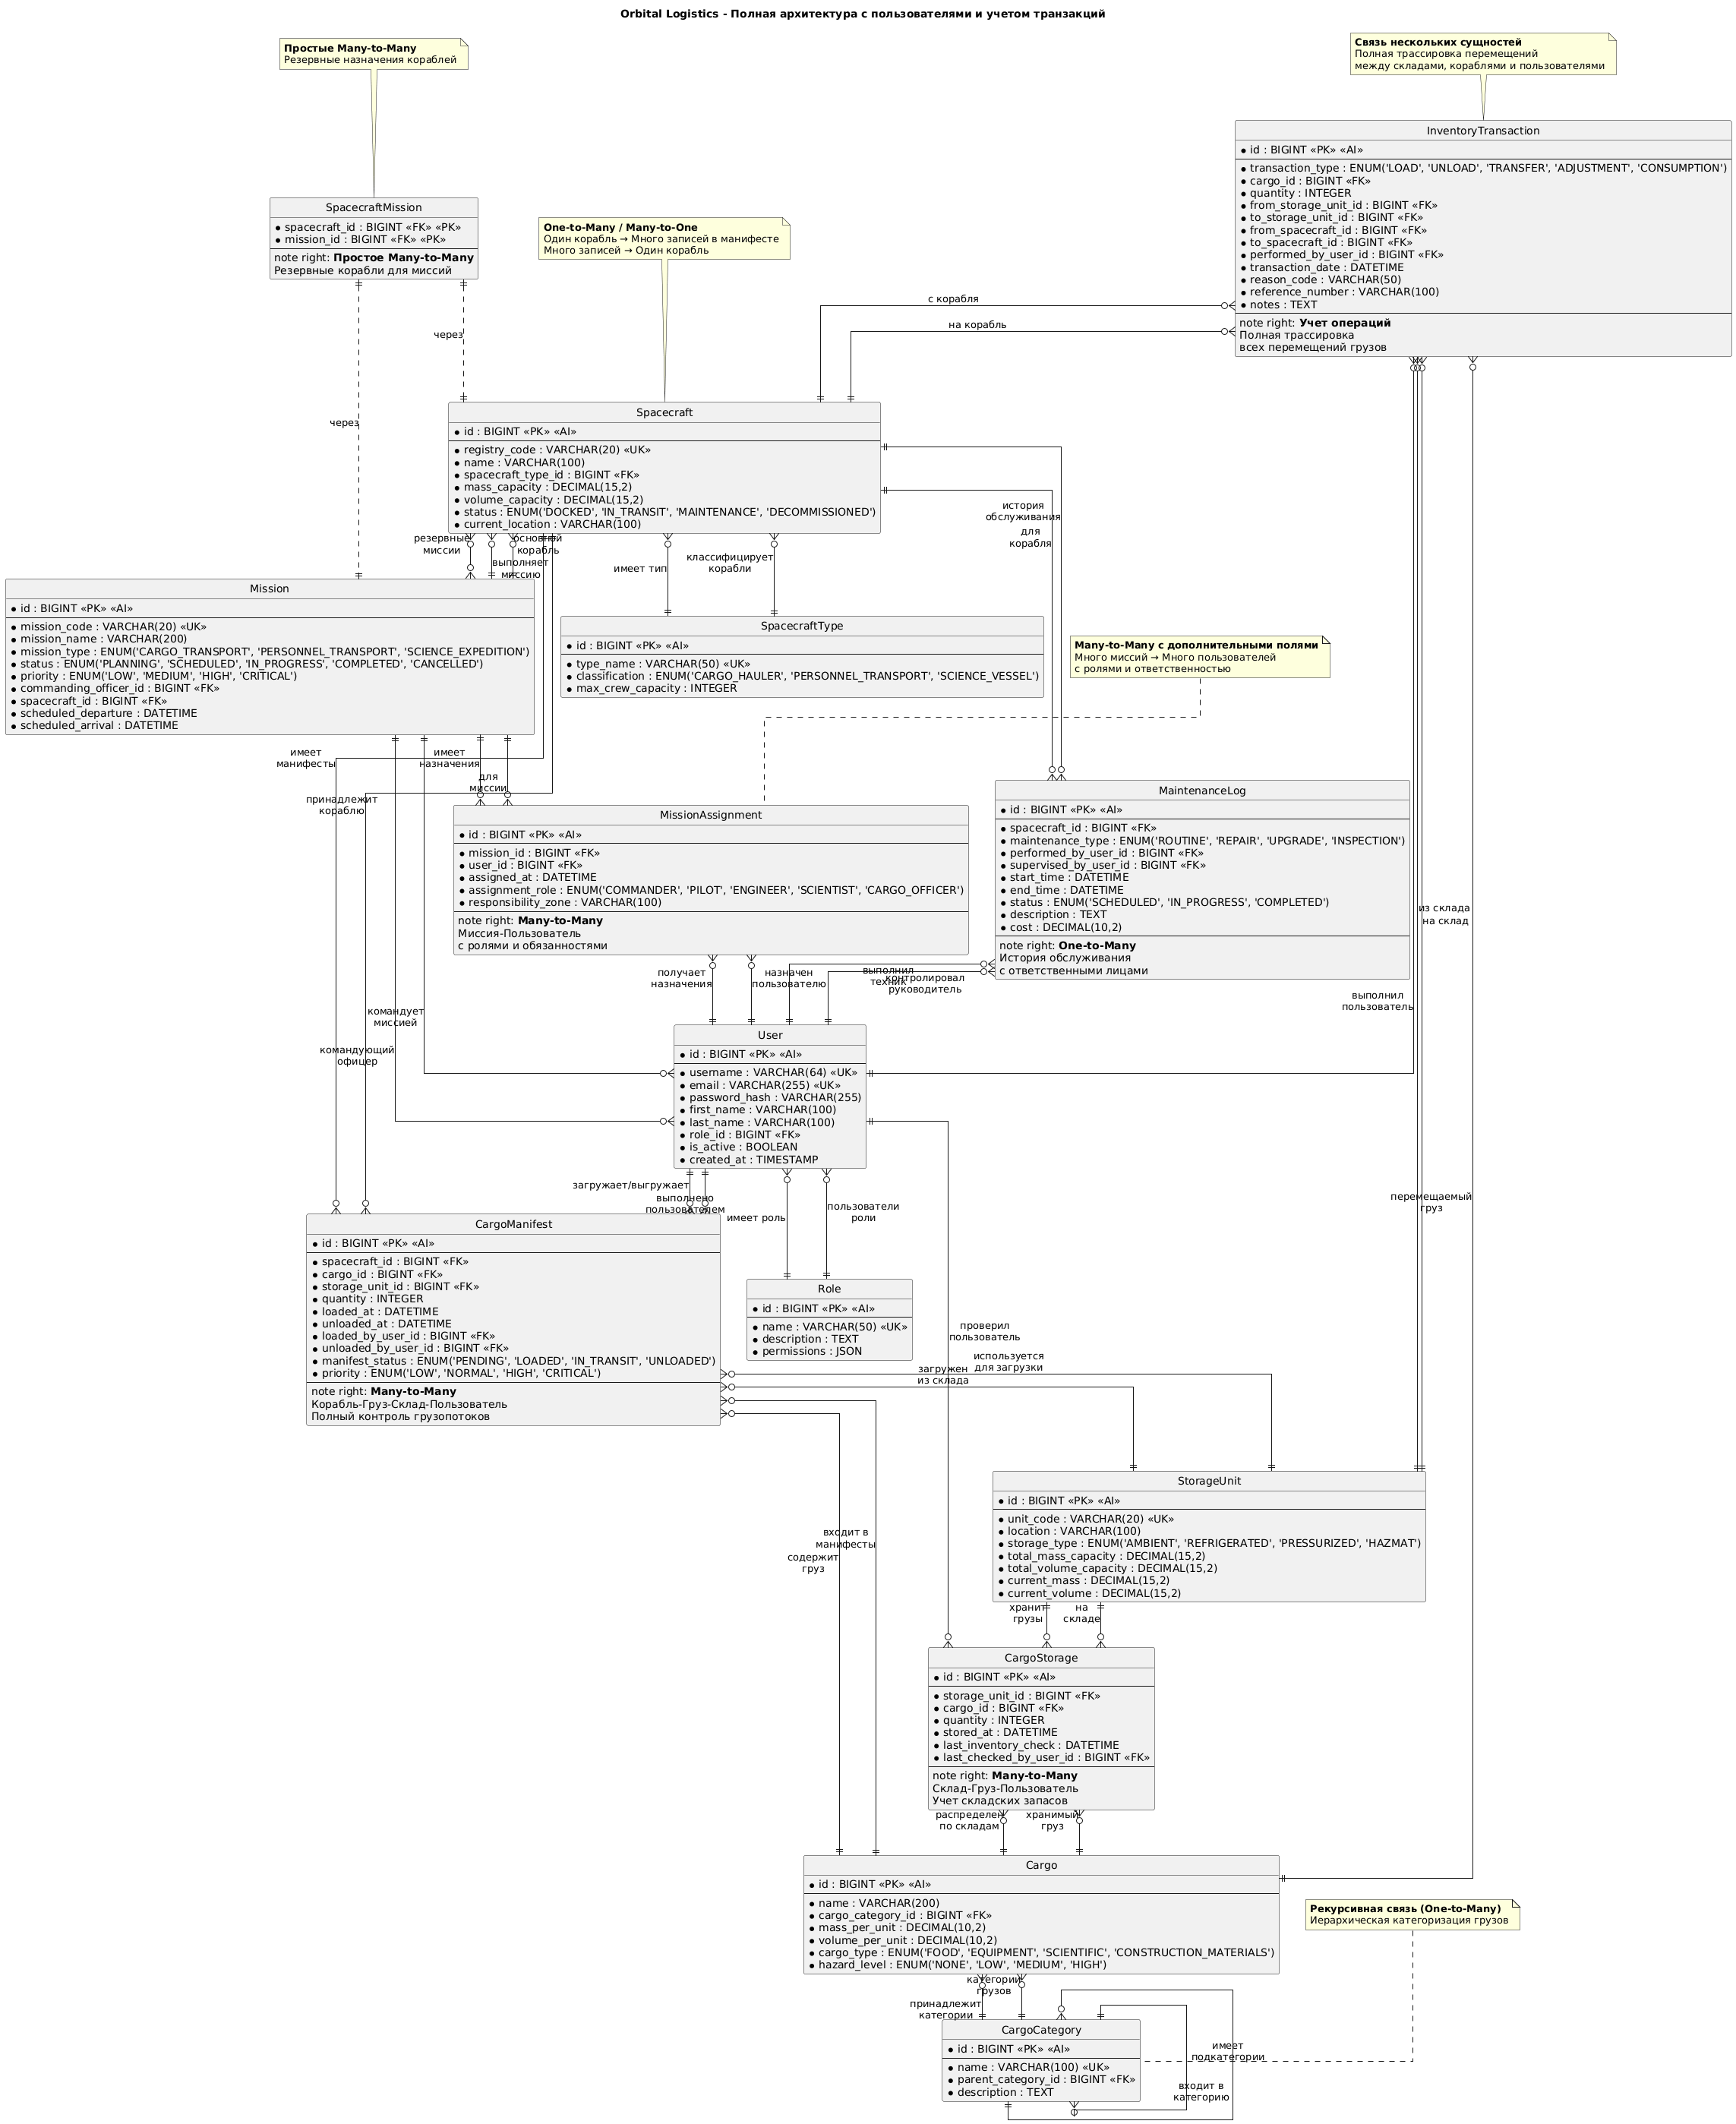 Orbital Logistics - Полная архитектура с пользователями и учетом транзакций
Простые Many-to-Many
Резервные назначения кораблей
Связь нескольких сущностей
Полная трассировка перемещений
между складами, кораблями и пользователями
InventoryTransaction
id : BIGINT «PK» «AI»
transaction_type : ENUM('LOAD', 'UNLOAD', 'TRANSFER', 'ADJUSTMENT', 'CONSUMPTION')
cargo_id : BIGINT «FK»
quantity : INTEGER
from_storage_unit_id : BIGINT «FK»
to_storage_unit_id : BIGINT «FK»
from_spacecraft_id : BIGINT «FK»
to_spacecraft_id : BIGINT «FK»
performed_by_user_id : BIGINT «FK»
transaction_date : DATETIME
reason_code : VARCHAR(50)
reference_number : VARCHAR(100)
notes : TEXT
note right: Учет операций
Полная трассировка
всех перемещений грузов
SpacecraftMission
spacecraft_id : BIGINT «FK» «PK»
mission_id : BIGINT «FK» «PK»
note right: Простое Many-to-Many
Резервные корабли для миссий
One-to-Many / Many-to-One
Один корабль → Много записей в манифесте
Много записей → Один корабль
с корабля
на корабль
через
через
Spacecraft
id : BIGINT «PK» «AI»
registry_code : VARCHAR(20) «UK»
name : VARCHAR(100)
spacecraft_type_id : BIGINT «FK»
mass_capacity : DECIMAL(15,2)
volume_capacity : DECIMAL(15,2)
status : ENUM('DOCKED', 'IN_TRANSIT', 'MAINTENANCE', 'DECOMMISSIONED')
current_location : VARCHAR(100)
история
обслуживания
для
корабля
резервные
миссии
основной
корабль
выполняет
миссию
имеет тип
классифицирует
корабли
Mission
id : BIGINT «PK» «AI»
mission_code : VARCHAR(20) «UK»
mission_name : VARCHAR(200)
mission_type : ENUM('CARGO_TRANSPORT', 'PERSONNEL_TRANSPORT', 'SCIENCE_EXPEDITION')
status : ENUM('PLANNING', 'SCHEDULED', 'IN_PROGRESS', 'COMPLETED', 'CANCELLED')
priority : ENUM('LOW', 'MEDIUM', 'HIGH', 'CRITICAL')
commanding_officer_id : BIGINT «FK»
spacecraft_id : BIGINT «FK»
scheduled_departure : DATETIME
scheduled_arrival : DATETIME
SpacecraftType
id : BIGINT «PK» «AI»
type_name : VARCHAR(50) «UK»
classification : ENUM('CARGO_HAULER', 'PERSONNEL_TRANSPORT', 'SCIENCE_VESSEL')
max_crew_capacity : INTEGER
Many-to-Many с дополнительными полями
Много миссий → Много пользователей
с ролями и ответственностью
имеет
манифесты
имеет
назначения
для
миссии
принадлежит
кораблю
MissionAssignment
id : BIGINT «PK» «AI»
mission_id : BIGINT «FK»
user_id : BIGINT «FK»
assigned_at : DATETIME
assignment_role : ENUM('COMMANDER', 'PILOT', 'ENGINEER', 'SCIENTIST', 'CARGO_OFFICER')
responsibility_zone : VARCHAR(100)
note right: Many-to-Many
Миссия-Пользователь
с ролями и обязанностями
MaintenanceLog
id : BIGINT «PK» «AI»
spacecraft_id : BIGINT «FK»
maintenance_type : ENUM('ROUTINE', 'REPAIR', 'UPGRADE', 'INSPECTION')
performed_by_user_id : BIGINT «FK»
supervised_by_user_id : BIGINT «FK»
start_time : DATETIME
end_time : DATETIME
status : ENUM('SCHEDULED', 'IN_PROGRESS', 'COMPLETED')
description : TEXT
cost : DECIMAL(10,2)
note right: One-to-Many
История обслуживания
с ответственными лицами
из склада
на склад
получает
назначения
назначен
пользователю
выполнил
техник
контролировал
руководитель
выполнил
пользователь
командует
миссией
командующий
офицер
User
id : BIGINT «PK» «AI»
username : VARCHAR(64) «UK»
email : VARCHAR(255) «UK»
password_hash : VARCHAR(255)
first_name : VARCHAR(100)
last_name : VARCHAR(100)
role_id : BIGINT «FK»
is_active : BOOLEAN
created_at : TIMESTAMP
загружает/выгружает
выполнено
пользователем
имеет роль
пользователи
роли
перемещаемый
груз
CargoManifest
id : BIGINT «PK» «AI»
spacecraft_id : BIGINT «FK»
cargo_id : BIGINT «FK»
storage_unit_id : BIGINT «FK»
quantity : INTEGER
loaded_at : DATETIME
unloaded_at : DATETIME
loaded_by_user_id : BIGINT «FK»
unloaded_by_user_id : BIGINT «FK»
manifest_status : ENUM('PENDING', 'LOADED', 'IN_TRANSIT', 'UNLOADED')
priority : ENUM('LOW', 'NORMAL', 'HIGH', 'CRITICAL')
note right: Many-to-Many
Корабль-Груз-Склад-Пользователь
Полный контроль грузопотоков
Role
id : BIGINT «PK» «AI»
name : VARCHAR(50) «UK»
description : TEXT
permissions : JSON
проверил
пользователь
используется
для загрузки
загружен
из склада
StorageUnit
id : BIGINT «PK» «AI»
unit_code : VARCHAR(20) «UK»
location : VARCHAR(100)
storage_type : ENUM('AMBIENT', 'REFRIGERATED', 'PRESSURIZED', 'HAZMAT')
total_mass_capacity : DECIMAL(15,2)
total_volume_capacity : DECIMAL(15,2)
current_mass : DECIMAL(15,2)
current_volume : DECIMAL(15,2)
входит в
манифесты
содержит
груз
хранит
грузы
на
складе
CargoStorage
id : BIGINT «PK» «AI»
storage_unit_id : BIGINT «FK»
cargo_id : BIGINT «FK»
quantity : INTEGER
stored_at : DATETIME
last_inventory_check : DATETIME
last_checked_by_user_id : BIGINT «FK»
note right: Many-to-Many
Склад-Груз-Пользователь
Учет складских запасов
распределен
по складам
хранимый
груз
Cargo
id : BIGINT «PK» «AI»
name : VARCHAR(200)
cargo_category_id : BIGINT «FK»
mass_per_unit : DECIMAL(10,2)
volume_per_unit : DECIMAL(10,2)
cargo_type : ENUM('FOOD', 'EQUIPMENT', 'SCIENTIFIC', 'CONSTRUCTION_MATERIALS')
hazard_level : ENUM('NONE', 'LOW', 'MEDIUM', 'HIGH')
Рекурсивная связь (One-to-Many)
Иерархическая категоризация грузов
категории
грузов
принадлежит
категории
CargoCategory
id : BIGINT «PK» «AI»
name : VARCHAR(100) «UK»
parent_category_id : BIGINT «FK»
description : TEXT
имеет
подкатегории
входит в
категорию